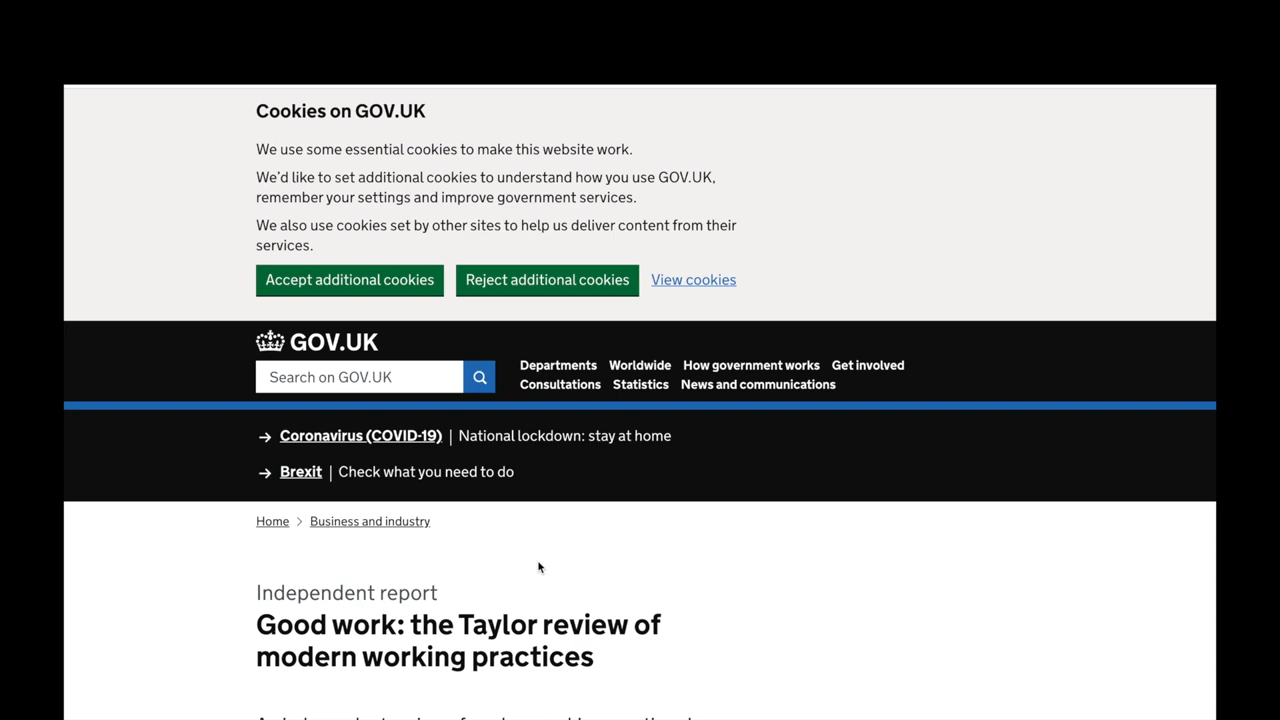 Cookies on GOV.UK
We use some essential cookies to make this website work.
We'd like to set additional cookies to understand how you use GOV.UK,
remember your settings and improve government services.
We also use cookies set by other sites to help us deliver content from their
services.
Accept additional cookies Reject additional cookies View cookies
GOV.UK
Search on GOV.UK
Departments Worldwide How government works Get involved
Consultations Statistics News and communications
→ Coronavirus (COVID-19) | National lockdown: stay at home
→ Brexit | Check what you need to do
Home > Business and industry
Independent report
Good work: the Taylor review of
modern working practices